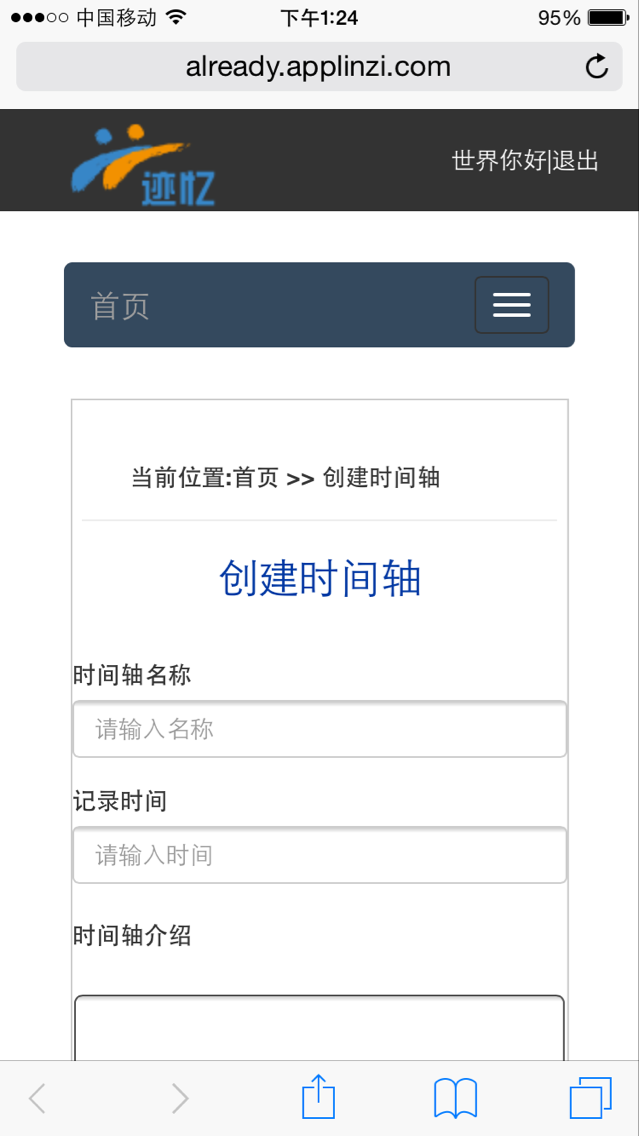 中国移动 下午1:24 95%
already.applinzi.com
迹忆
世界你好|退出
首页
当前位置:首页 >> 创建时间轴
创建时间轴
时间轴名称
请输入名称
记录时间
请输入时间
时间轴介绍